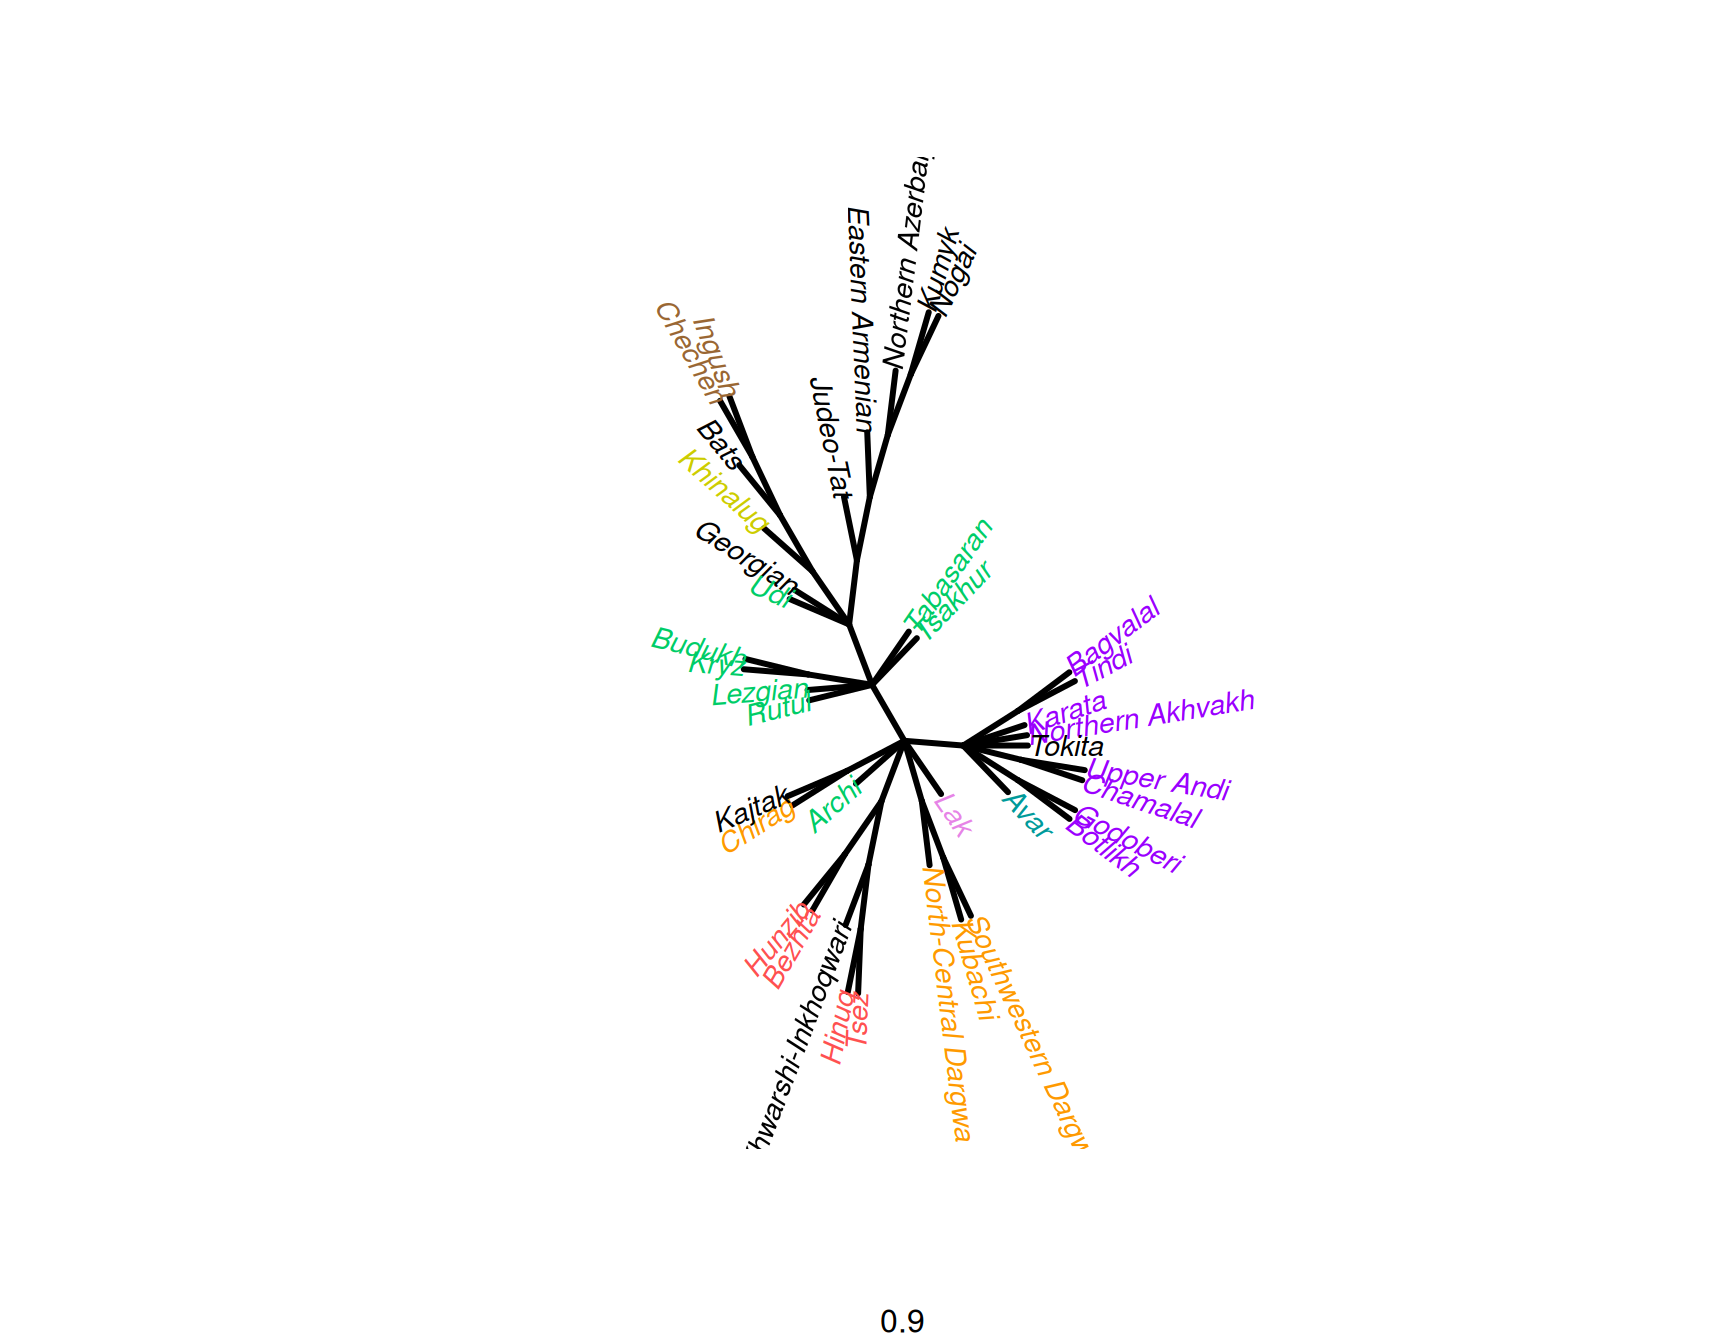 Northern Azerbai
Eastern Armenian
Kumyk
Nogai
Ingush
Chechen
Judeo-Tat
Bats
Khinalug
Georgian
Udi
Tabasaran
Tsakhur
Budukh
Kryz
Lezgian
Rutul
Bagvalal
Tindi
Karata
Northern Akhvakh
Tokita
Upper Andi
Chamalal
Godoberi
Botlikh
Avar
Lak
Kajtak
Chirag
Archi
Hunzib
Bezhta
hwarshi-Inkhoqwari
Hinuq
Tsez
North-Central Dargwa
Kubachi
Southwestern Dargw
0.9